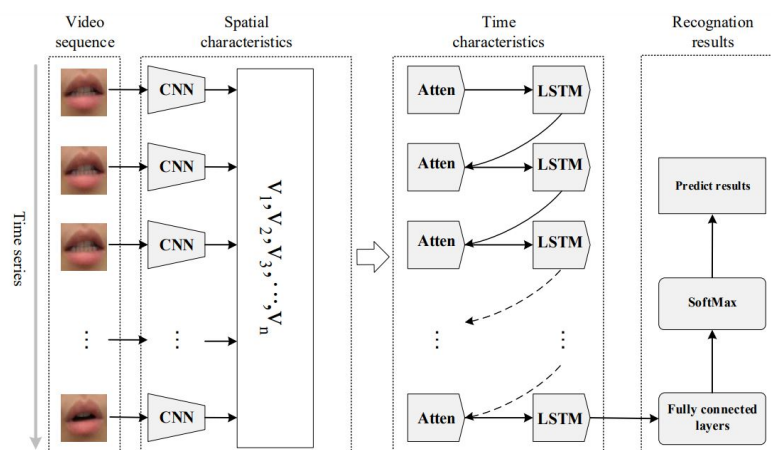 Video
sequence
Spatial
characteristics
Time
characteristics
Recognation
results
Time series
CNN
CNN
CNN
...
...
CNN
V1,V2,V3,...,Vn
Atten
LSTM
Atten
LSTM
Atten
LSTM
...
...
Atten
LSTM
Predict results
SoftMax
Fully connected
layers